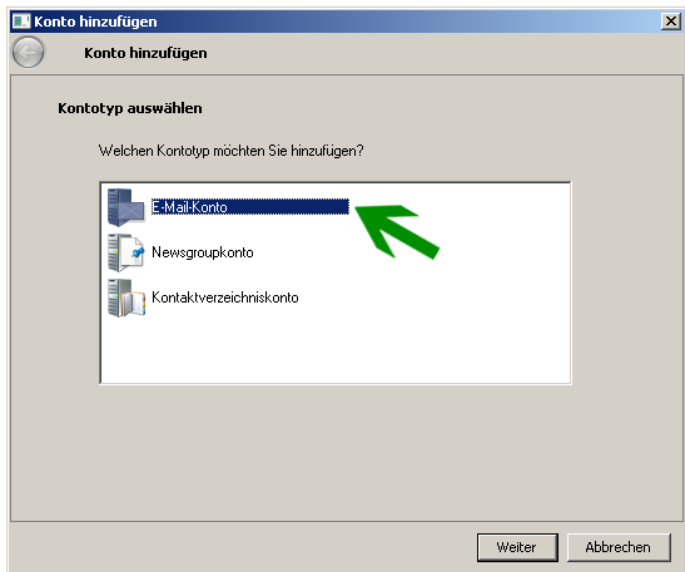 Konto hinzufügen
Konto hinzufügen
Kontotyp auswählen
Welchen Kontotyp möchten Sie hinzufügen?
E-Mail-Konto
Newsgroupkonto
Kontaktverzeichniskonto
Weiter Abbrechen